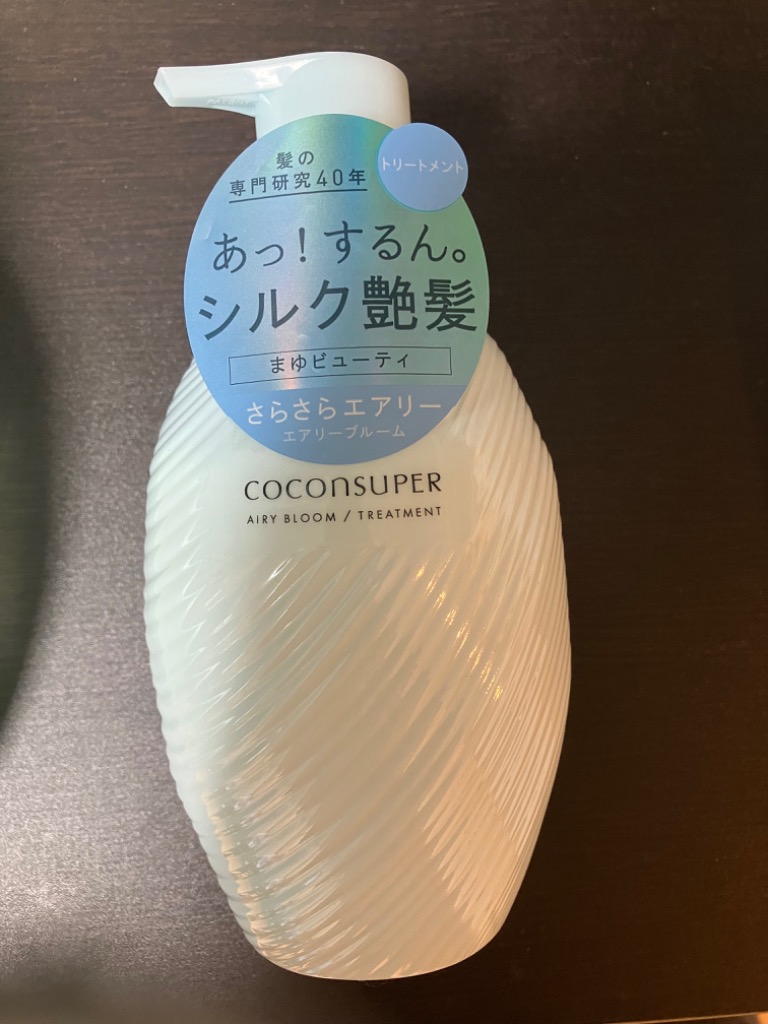 髪の
専門研究40年
トリートメント
あっ！するん。
シルク艶髪
まゆビューティ
さらさらエアリー
エアリーブルーム
COCONSUPER
AIRY BLOOM / TREATMENT